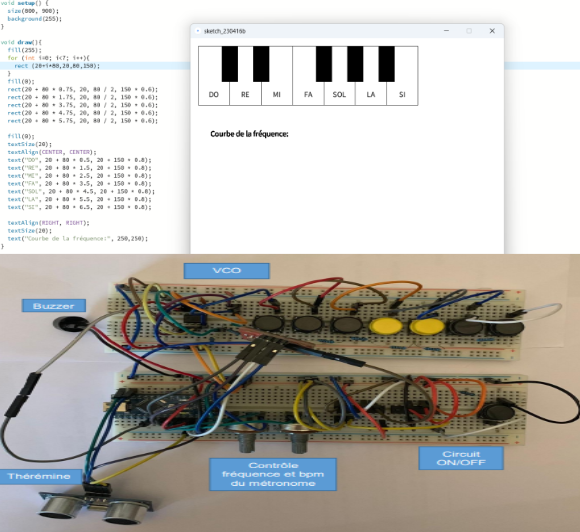 void setup() {
size(800, 900);
background(255);
}
void draw(){
fill(255);
for (int i=0; i<7; i++){
rect (20+i*80,20,80,150);
}
fill(0);
rect(20 + 80 * 0.75, 20, 80 / 2, 150 * 0.6);
rect(20 + 80 * 1.75, 20, 80 / 2, 150 * 0.6);
rect(20 + 80 * 3.75, 20, 80 / 2, 150 * 0.6);
rect(20 + 80 * 4.75, 20, 80 / 2, 150 * 0.6);
rect(20 + 80 * 5.75, 20, 80 / 2, 150 * 0.6);
fill(0);
textSize(20);
textAlign(CENTER, CENTER);
text("DO", 20 + 80 * 0.5, 20 + 150 * 0.8);
text("RE", 20 + 80 * 1.5, 20 + 150 * 0.8);
text("MI", 20 + 80 * 2.5, 20 + 150 * 0.8);
text("FA", 20 + 80 * 3.5, 20 + 150 * 0.8);
text("SOL", 20 + 80 * 4.5, 20 + 150 * 0.8);
text("LA", 20 + 80 * 5.5, 20 + 150 * 0.8);
text("SI", 20 + 80 * 6.5, 20 + 150 * 0.8);
textAlign(RIGHT, RIGHT);
textSize(20);
text("Courbe de la fréquence:", 250,250);
}
sketch_230416b
DO RE MI FA SOL LA SI
Courbe de la fréquence:
VCO
Buzzer
Thérémine
Contrôle
fréquence et bpm
du métronome
Circuit
ON/OFF